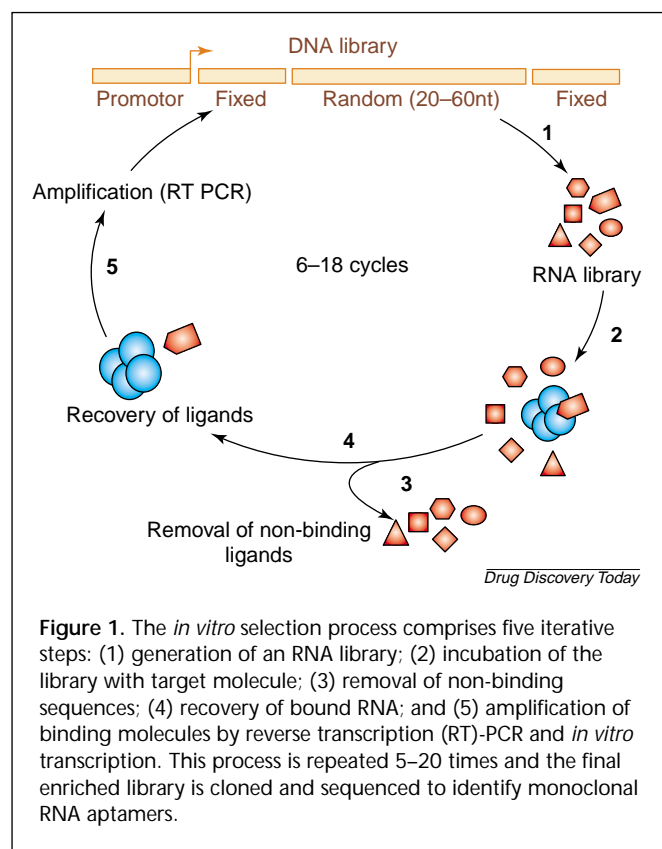 DNA library
Promotor Fixed Random (20–60nt) Fixed
1
Amplification (RT PCR)
5
6–18 cycles
RNA library
2
Recovery of ligands
4
3
Removal of non-binding
ligands
Drug Discovery Today
Figure 1. The in vitro selection process comprises five iterative
steps: (1) generation of an RNA library; (2) incubation of the
library with target molecule; (3) removal of non-binding
sequences; (4) recovery of bound RNA; and (5) amplification of
binding molecules by reverse transcription (RT)-PCR and in vitro
transcription. This process is repeated 5–20 times and the final
enriched library is cloned and sequenced to identify monoclonal
RNA aptamers.